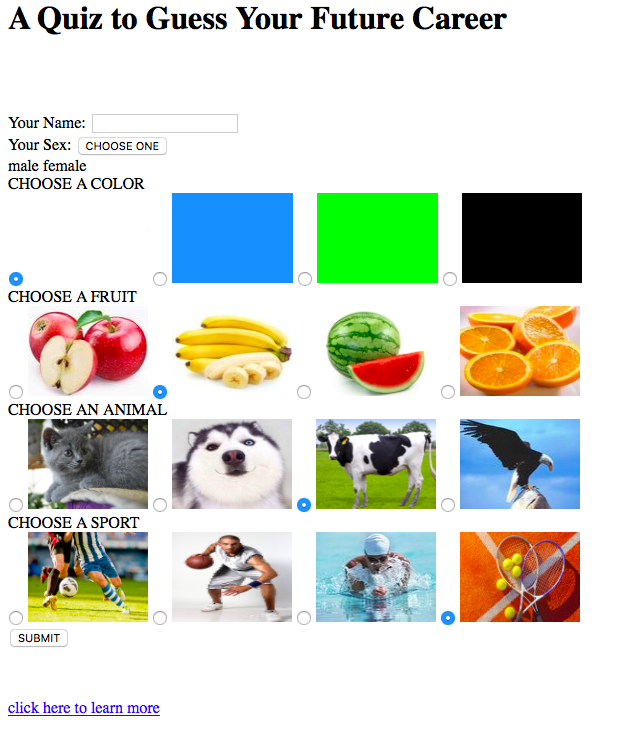 A Quiz to Guess Your Future Career
Your Name:
Your Sex: CHOOSE ONE
male female
CHOOSE A COLOR
CHOOSE A FRUIT
CHOOSE AN ANIMAL
CHOOSE A SPORT
SUBMIT
click here to learn more